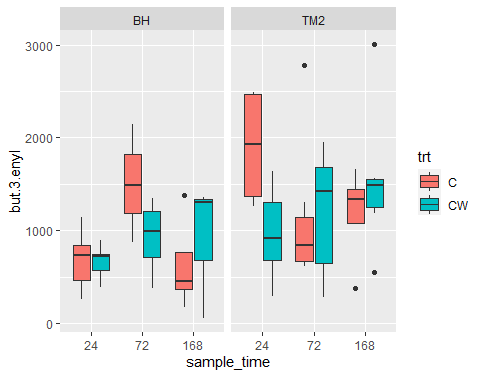 BH
TM2
3000
2000
1000
0
but.3.enyl
24
72
168
24
72
168
sample_time
trt
C
CW